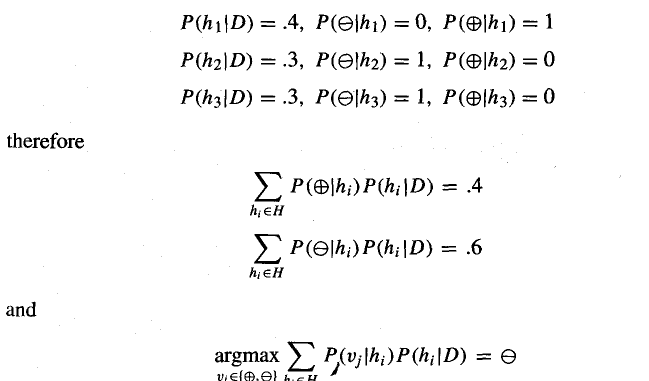 P(h₁|D) = .4, P(⊖|h₁) = 0, P(⊕|h₁) = 1
P(h₂|D) = .3, P(⊖|h₂) = 1, P(⊕|h₂) = 0
P(h₃|D) = .3, P(⊖|h₃) = 1, P(⊕|h₃) = 0
therefore
∑ P(⊕|hᵢ)P(hᵢ|D) = .4
hᵢ∈H
∑ P(⊖|hᵢ)P(hᵢ|D) = .6
hᵢ∈H
and
argmax ∑ P(vⱼ|hᵢ)P(hᵢ|D) = ⊖
vⱼ∈{⊕,⊖} hᵢ∈H